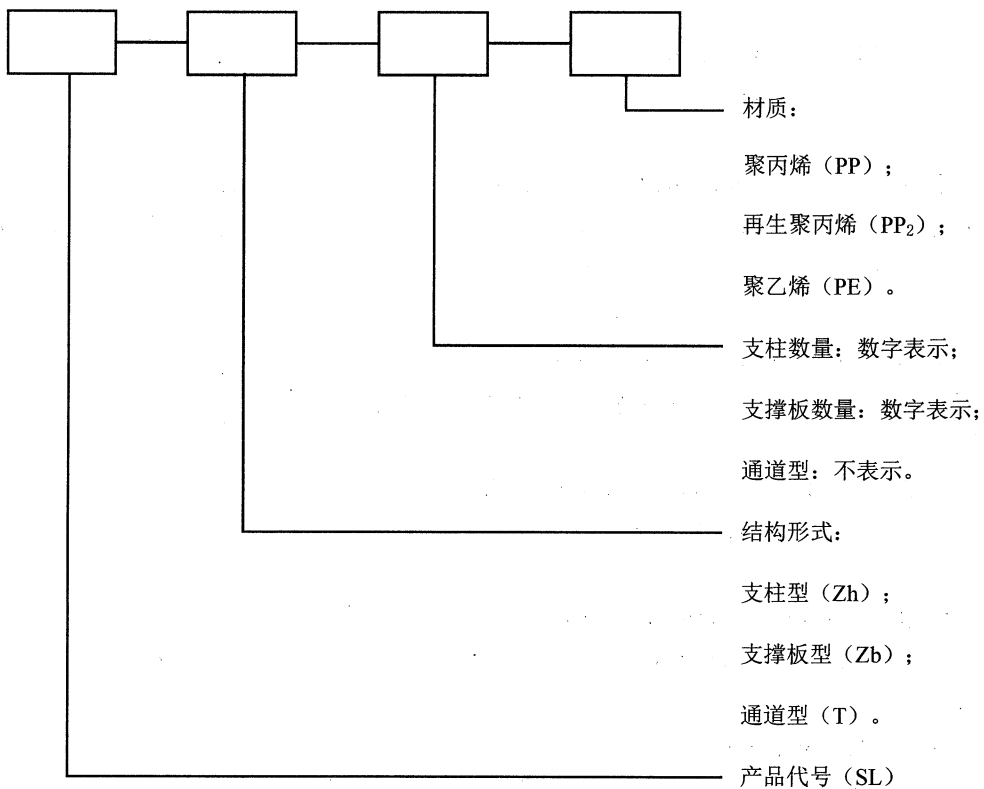 材质：
聚丙烯（PP）；
再生聚丙烯（PP₂）；
聚乙烯（PE）。
支柱数量：数字表示；
支撑板数量：数字表示；
通道型：不表示。
结构形式：
支柱型（Zh）；
支撑板型（Zb）；
通道型（T）。
产品代号（SL）